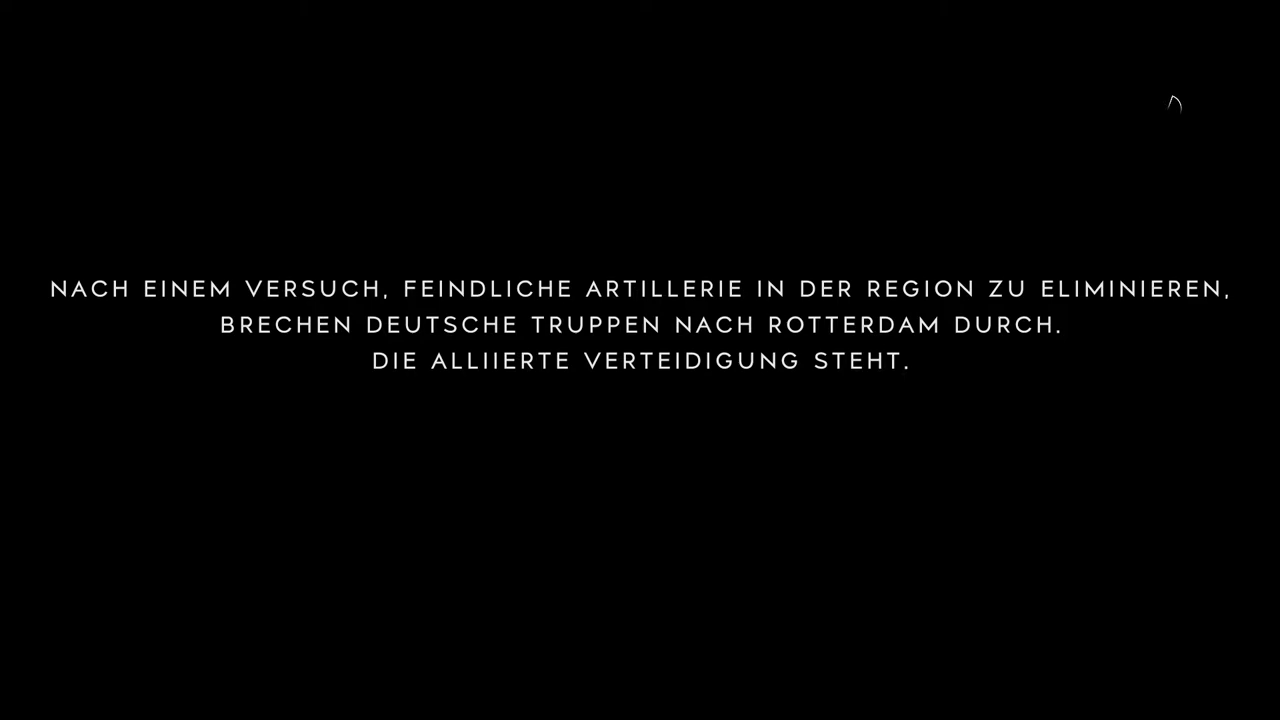 NACH EINEM VERSUCH, FEINDLICHE ARTILLERIE IN DER REGION ZU ELIMINIEREN,
BRECHEN DEUTSCHE TRUPPEN NACH ROTTERDAM DURCH.
DIE ALLIIERTE VERTEIDIGUNG STEHT.